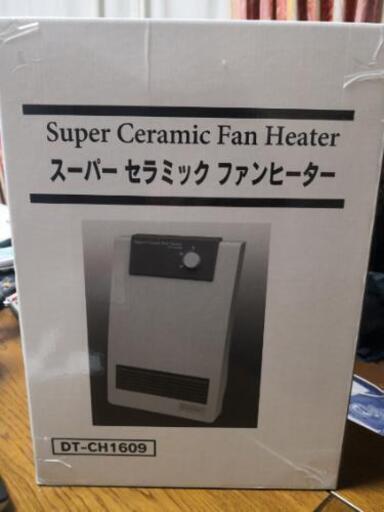 Super Ceramic Fan Heater
スーパー セラミック ファンヒーター
DT-CH1609